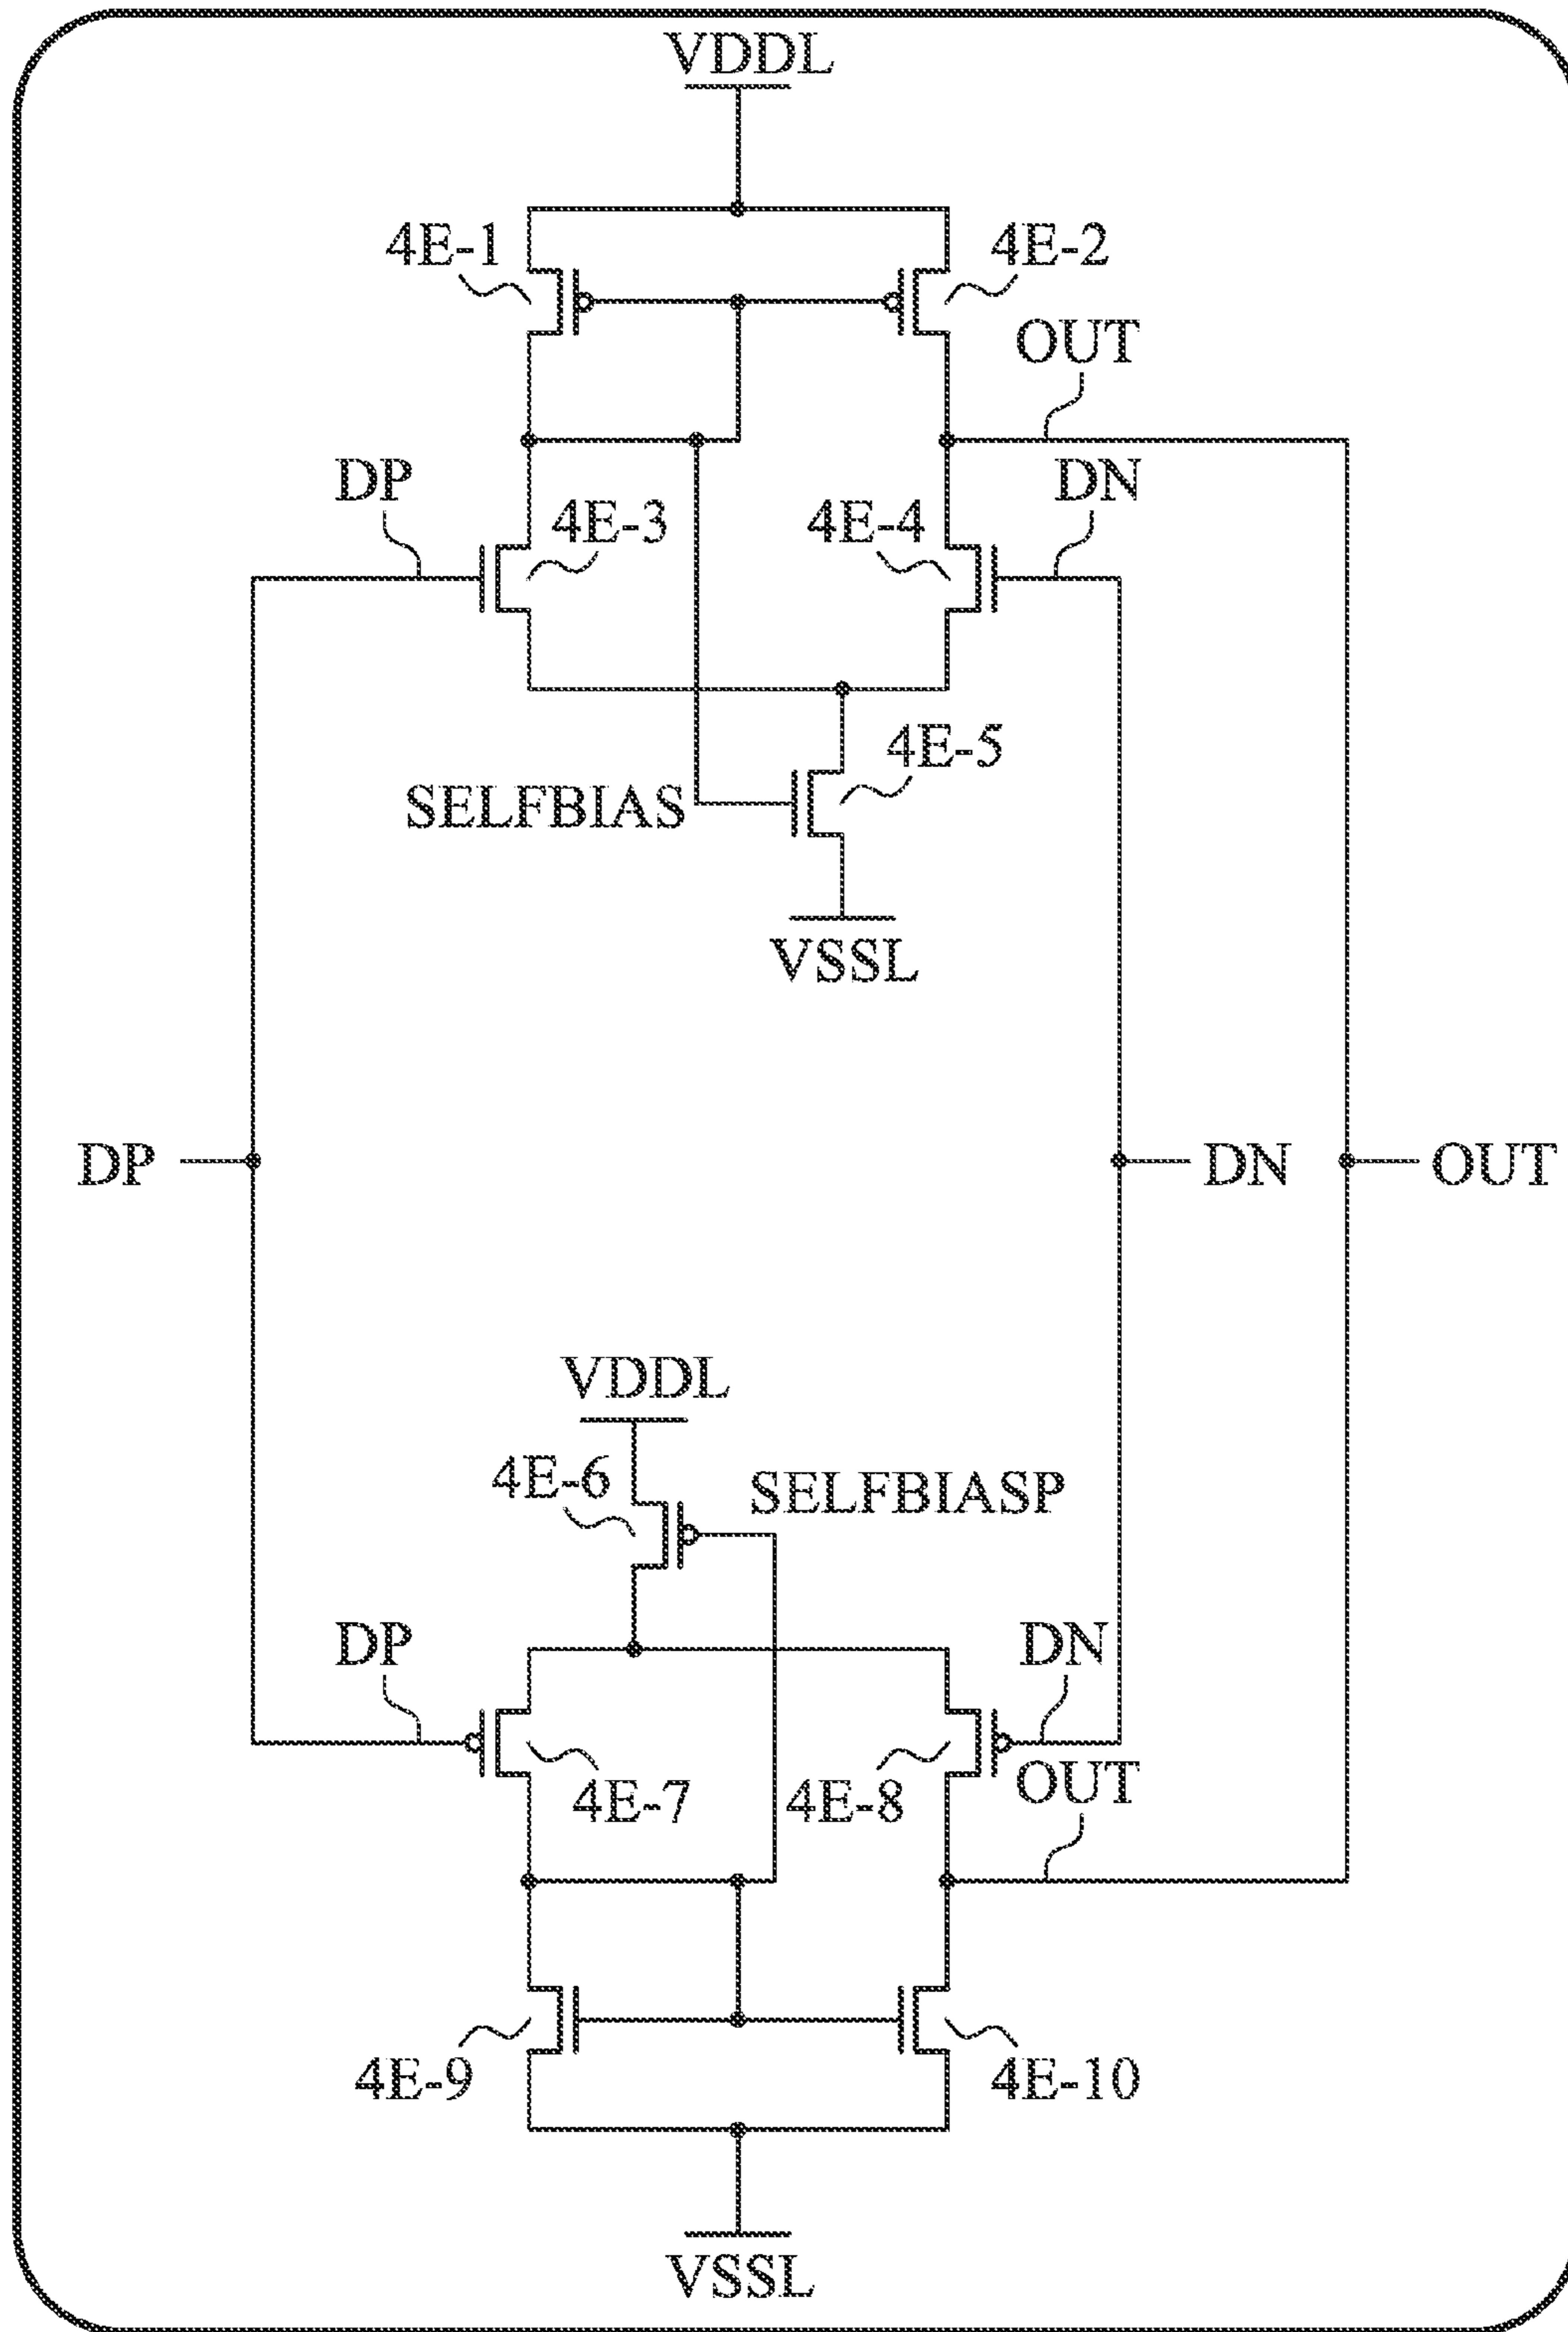 VDDL
4E-1
4E-2
OUT
DP
4E-3
4E-4
DN
4E-5
SELFBIAS
VSSL
DP
DN
OUT
VDDL
4E-6
SELFBIASP
DP
DN
4E-7
4E-8
OUT
4E-9
4E-10
VSSL